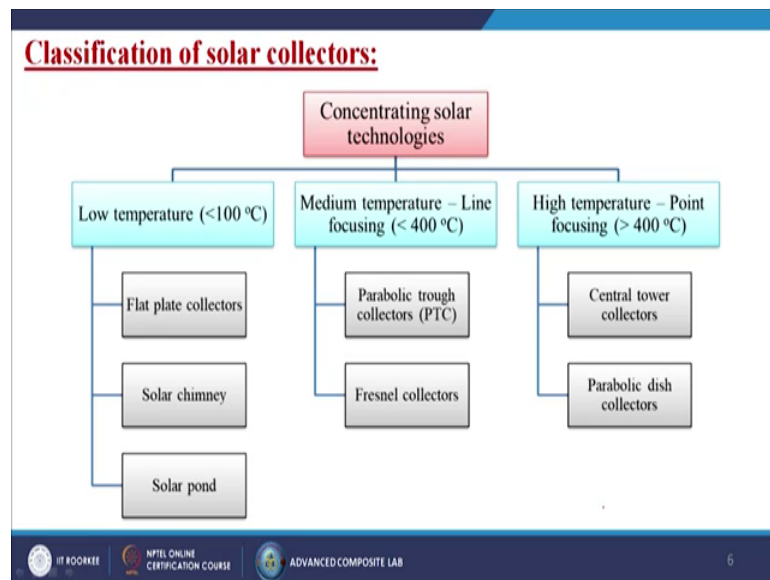 Classification of solar collectors:
Concentrating solar
technologies
Low temperature (<100 ºC)
Medium temperature – Line
focusing (< 400 ºC)
High temperature – Point
focusing (> 400 ºC)
Flat plate collectors
Solar chimney
Solar pond
Parabolic trough
collectors (PTC)
Fresnel collectors
Central tower
collectors
Parabolic dish
collectors
IIT ROORKEE
NPTEL ONLINE
CERTIFICATION COURSE
ADVANCED COMPOSITE LAB
6